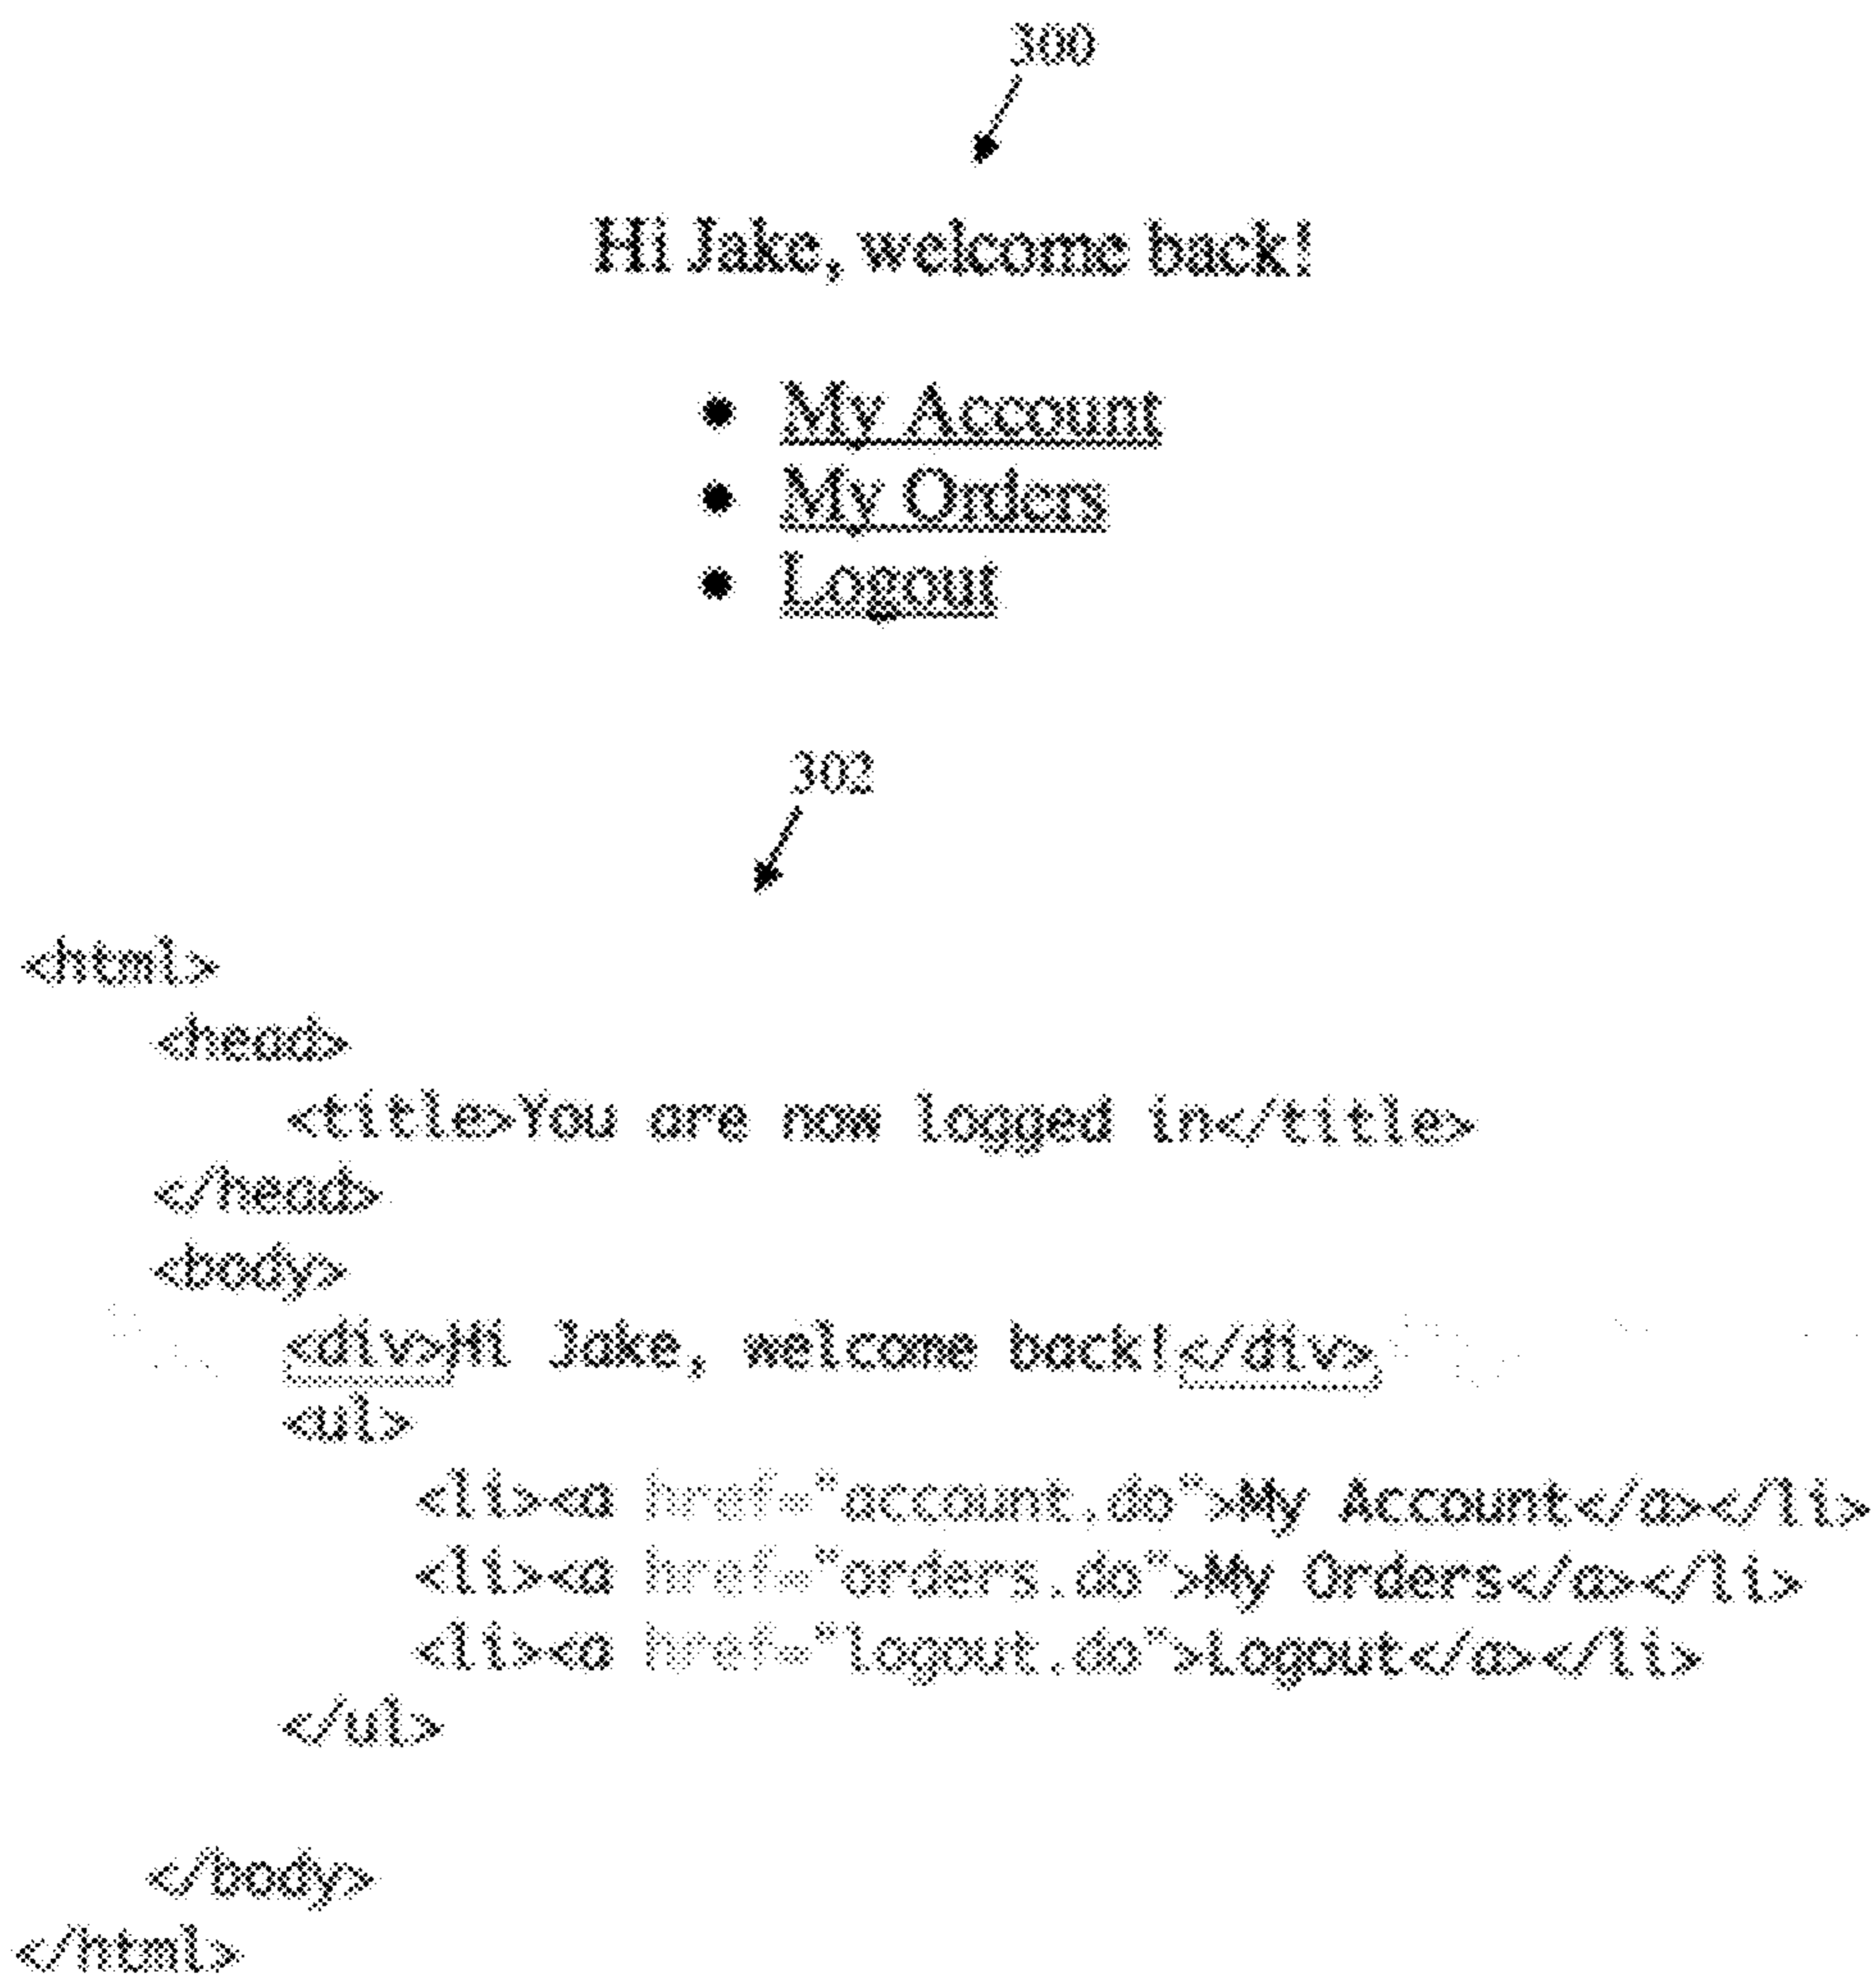 300
Hi Jake, welcome back!
• My Account
• My Orders
• Logout
302
<html>
<head>
<title>You are now logged in</title>
</head>
<body>
<div>Hi Jake, welcome back!</div>
<ul>
<li><a href="account.do">My Account</a></li>
<li><a href="orders.do">My Orders</a></li>
<li><a href="logout.do">Logout</a></li>
</ul>
</body>
</html>